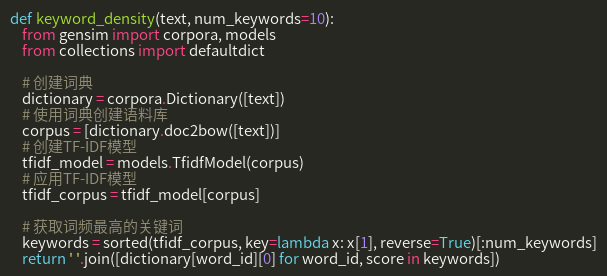 def keyword_density(text, num_keywords=10):
from gensim import corpora, models
from collections import defaultdict
# 创建词典
dictionary = corpora.Dictionary([text])
# 使用词典创建语料库
corpus = [dictionary.doc2bow([text])]
# 创建TF-IDF模型
tfidf_model = models.TfidfModel(corpus)
# 应用TF-IDF模型
tfidf_corpus = tfidf_model[corpus]
# 获取词频最高的关键词
keywords = sorted(tfidf_corpus, key=lambda x: x[1], reverse=True)[:num_keywords]
return ' '.join([dictionary[word_id][0] for word_id, score in keywords])